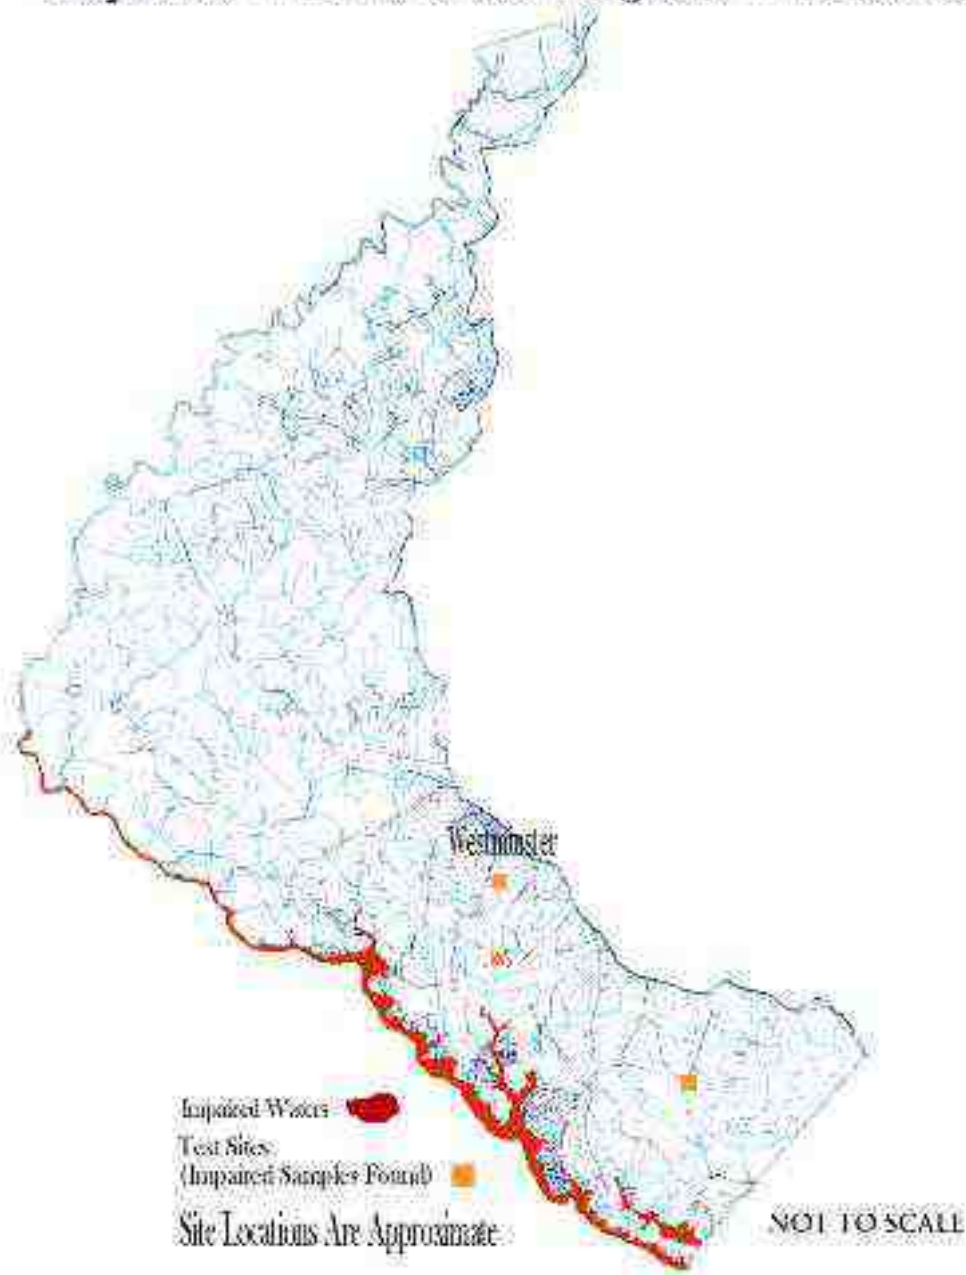 Westminster
Impaired Waters
Test Sites
(Impaired Samples Found)
Site Locations Are Approximate
NOT TO SCALE